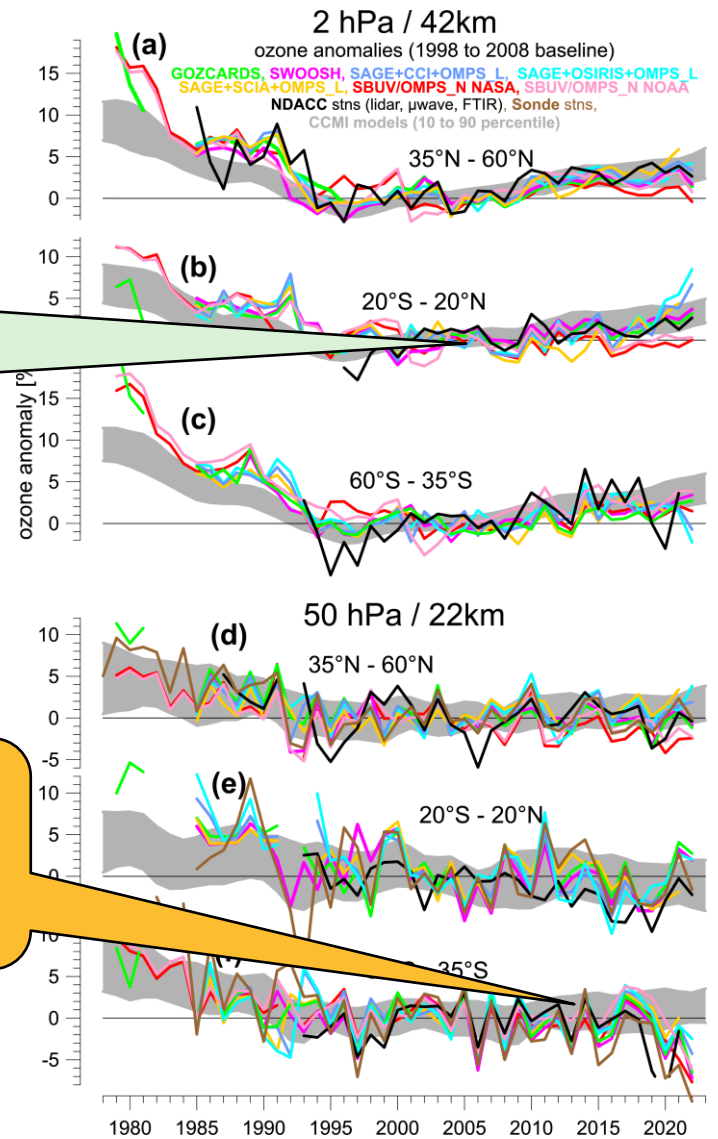 2 hPa / 42km
(a)
ozone anomalies (1998 to 2008 baseline)
GOZCARDS, SWOOSH, SAGE+CCI+OMPS_L, SAGE+OSIRIS+OMPS_L
SAGE+SCIA+OMPS_L, SBUV/OMPS_N NASA, SBUV/OMPS_N NOAA
NDACC stns (lidar, µwave, FTIR), Sonde stns,
CCMI models (10 to 90 percentile)
35°N - 60°N
15
10
5
0
(b)
20°S - 20°N
10
5
ozone anomaly [%
(c)
60°S - 35°S
15
10
5
0
50 hPa / 22km
(d)
35°N - 60°N
10
5
0
-5
(e)
20°S - 20°N
10
5
0
35°S
5
0
-5
1980 1985 1990 1995 2000 2005 2010 2015 2020